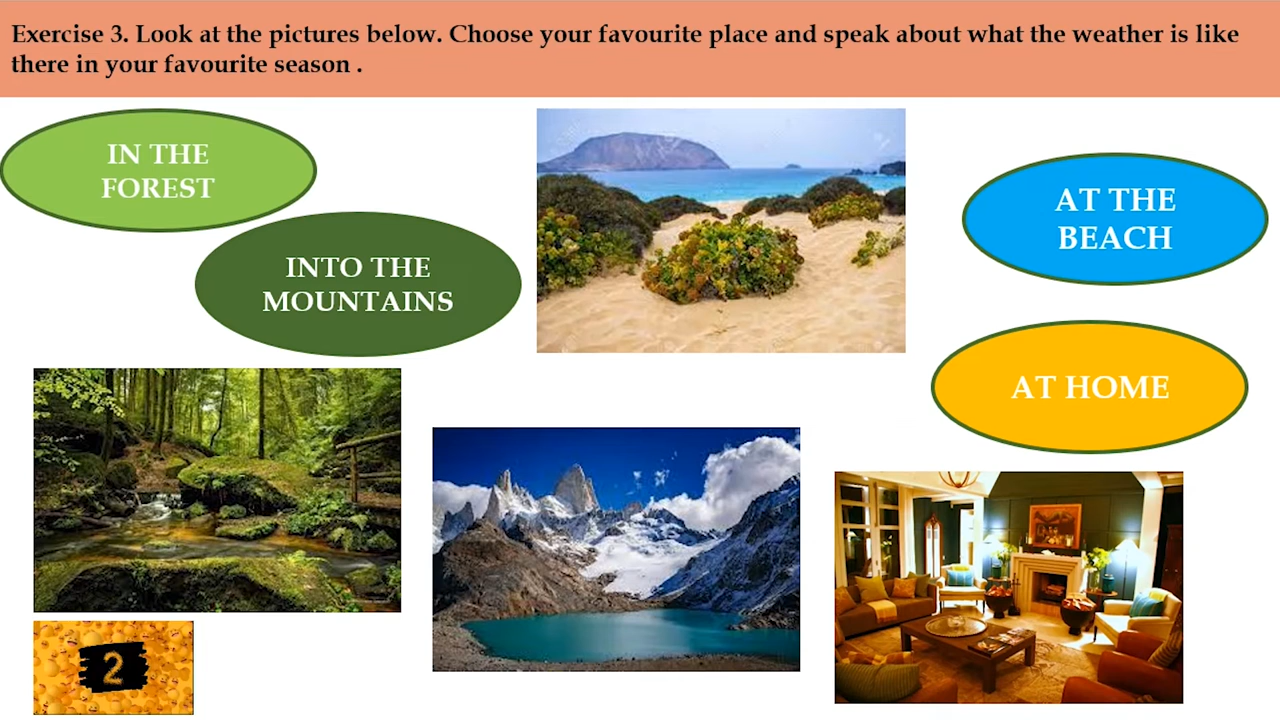 Exercise 3. Look at the pictures below. Choose your favourite place and speak about what the weather is like
there in your favourite season .
IN THE
FOREST
INTO THE
MOUNTAINS
AT THE
BEACH
AT HOME
2